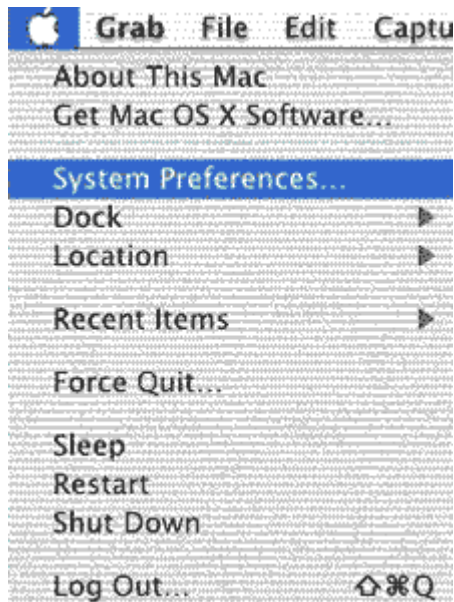 Grab File Edit Captu
About This Mac
Get Mac OS X Software...
System Preferences...
Dock
Location
Recent Items
Force Quit...
Sleep
Restart
Shut Down
Log Out... ⇧⌘Q